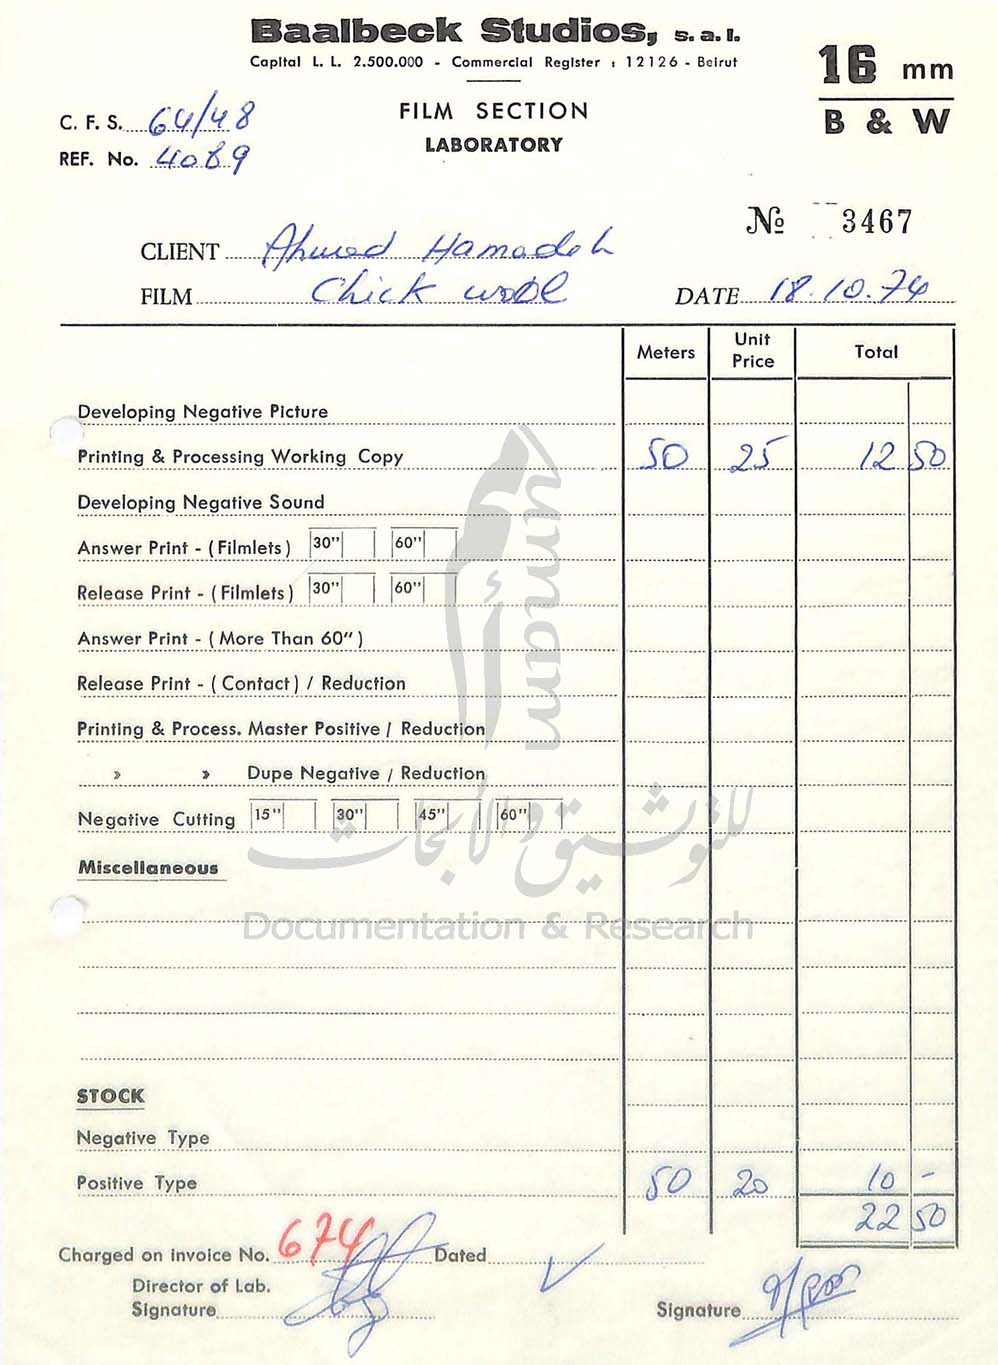 Baalbeck Studios, s.a.l.
Capital L. L. 2.500.000 - Commercial Register : 12126 - Beirut
16 mm
B & W
C. F. S. 64/48
REF. No. 4089
FILM SECTION
LABORATORY
№ 3467
CLIENT Ahmed Hamadeh
FILM Chick wool
DATE 18.10.74
Meters Unit Price Total
Developing Negative Picture
Printing & Processing Working Copy 50 25 12 50
Developing Negative Sound
Answer Print - (Filmlets) 30" 60"
Release Print - (Filmlets) 30" 60"
Answer Print - (More Than 60")
Release Print - (Contact) / Reduction
Printing & Process. Master Positive / Reduction
» » Dupe Negative / Reduction
Negative Cutting 15" 30" 45" 60"
Miscellaneous
umam
أمم
للتوثيق والأبحاث
Documentation & Research
STOCK
Negative Type
Positive Type 50 20 10 -
22 50
Charged on invoice No. 674 Dated
Director of Lab.
Signature
Signature